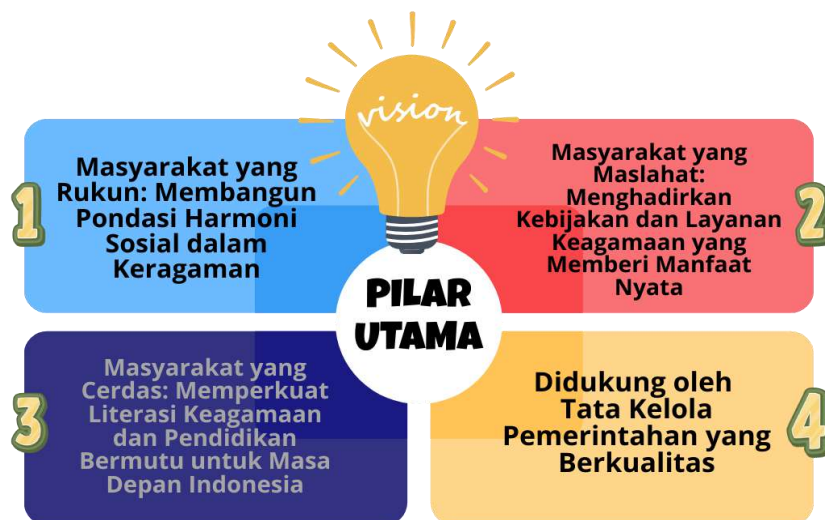 vision
1
Masyarakat yang
Rukun: Membangun
Pondasi Harmoni
Sosial dalam
Keragaman
Masyarakat yang
Maslahat:
Menghadirkan
Kebijakan dan Layanan
Keagamaan yang
Memberi Manfaat
Nyata
2
PILAR
UTAMA
3
Masyarakat yang
Cerdas: Memperkuat
Literasi Keagamaan
dan Pendidikan
Bermutu untuk Masa
Depan Indonesia
Didukung oleh
Tata Kelola
Pemerintahan yang
Berkualitas
4